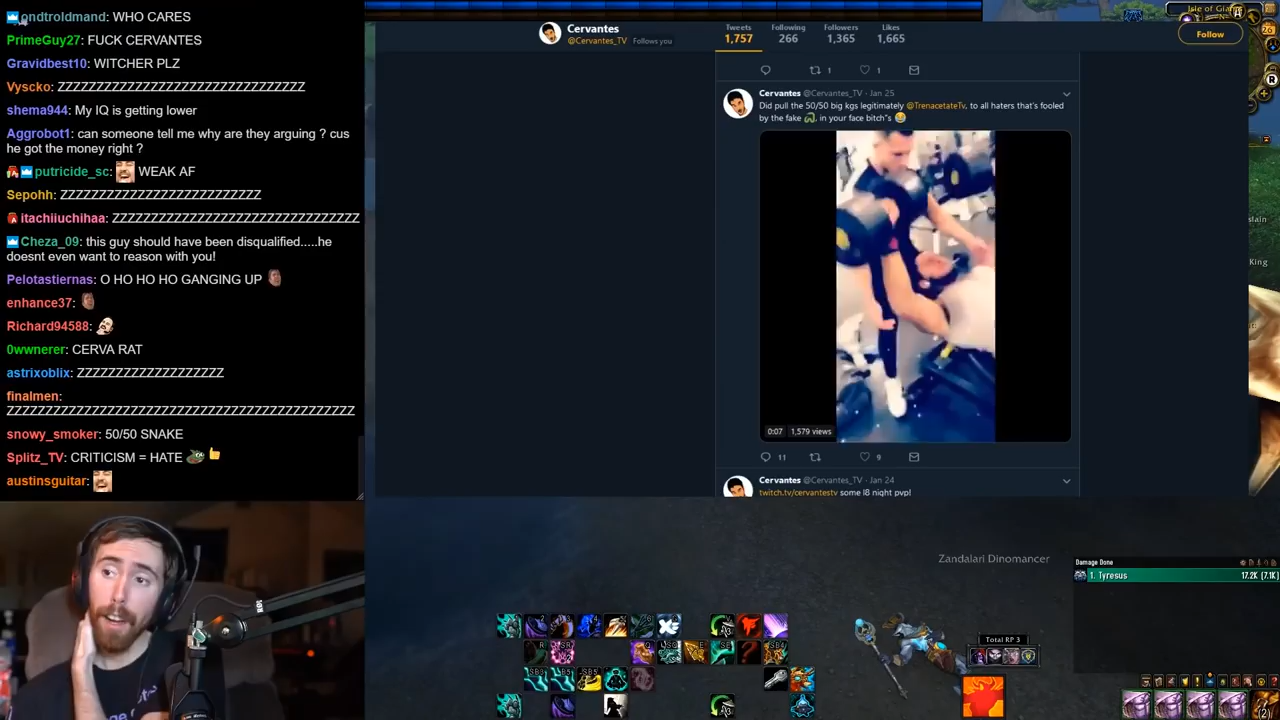 ondtroldmand: WHO CARES
PrimeGuy27: FUCK CERVANTES
Gravidbest10: WITCHER PLZ
Vyscko: ZZZZZZZZZZZZZZZZZZZZZZZZZZZZZZZZ
shema944: My IQ is getting lower
Aggrobot1: can someone tell me why are they arguing ? cus
he got the money right ?
putricide_sc: WEAK AF
Sepohh: ZZZZZZZZZZZZZZZZZZZZZZZZZZ
itachiiuchihaa: ZZZZZZZZZZZZZZZZZZZZZZZZZZZZZZZZ
Cheza_09: this guy should have been disqualified.....he
doesnt even want to reason with you!
Pelotastiernas: O HO HO HO GANGING UP
enhance37:
Richard94588:
0wwnerer: CERVA RAT
astrixoblix: ZZZZZZZZZZZZZZZZZZZ
finalmen:
ZZZZZZZZZZZZZZZZZZZZZZZZZZZZZZZZZZZZZZZZZZZZZ
snowy_smoker: 50/50 SNAKE
Splitz_TV: CRITICISM = HATE
austinsguitar:
Cervantes
@Cervantes_TV Follows you
Tweets Following Followers Likes
1,757 266 1,365 1,665
Follow
1 1
Cervantes @Cervantes_TV · Jan 25
Did pull the 50/50 big kgs legitimately @TrenacetateTv, to all haters that's fooled
by the fake , in your face bitch"s
0:07 1,579 views
11 9
Cervantes @Cervantes_TV · Jan 24
twitch.tv/cervantestv some l8 night pvp!
King
Zandalari Dinomancer
Damage Done
1. Tyresus 17.2K (7.1K)
Total RP 3